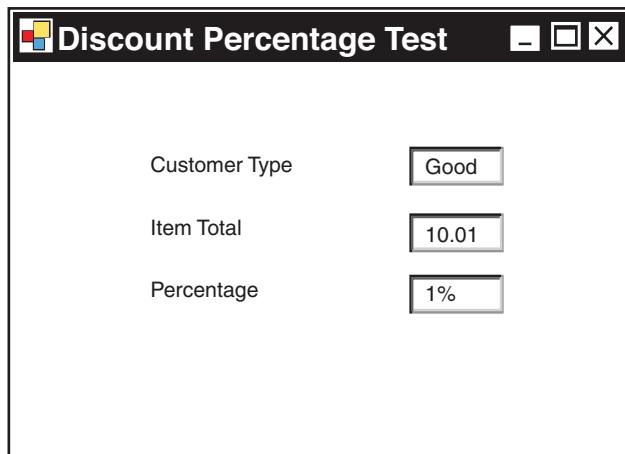 Discount Percentage Test
Customer Type Good
Item Total 10.01
Percentage 1%